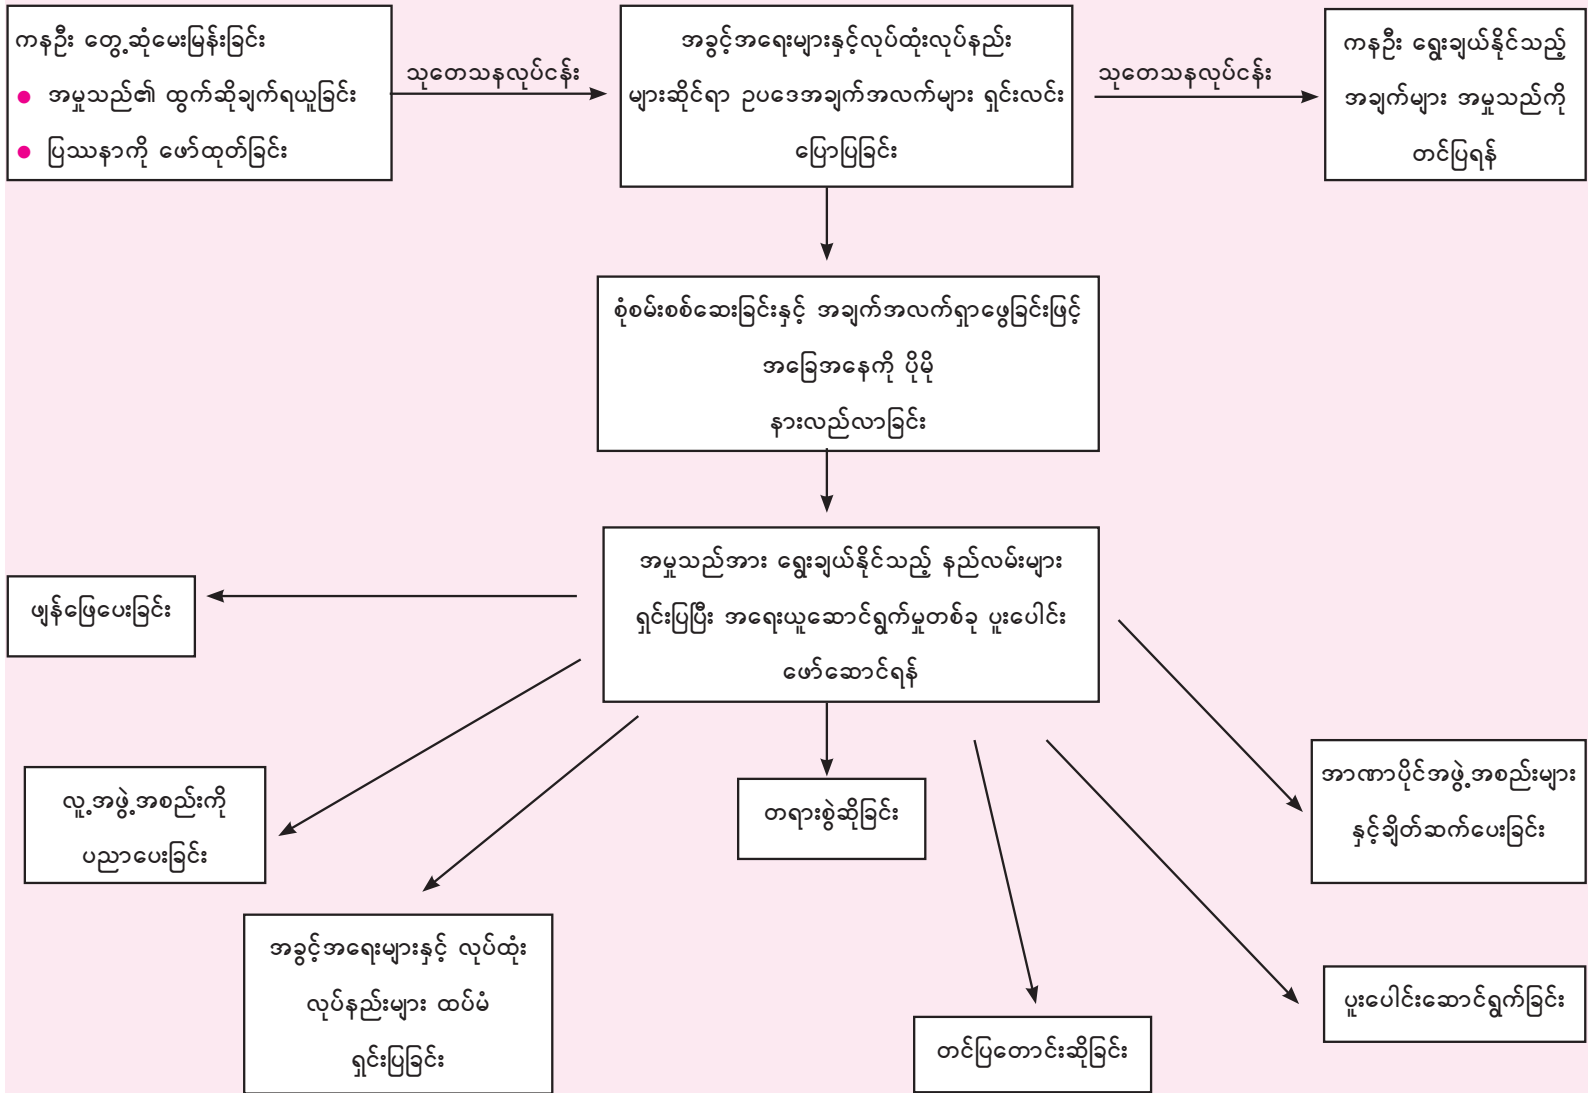 ကနဦး တွေ့ဆုံမေးမြန်းခြင်း
● အမှုသည်၏ ထွက်ဆိုချက်ရယူခြင်း
● ပြဿနာကို ဖော်ထုတ်ခြင်း
သုတေသနလုပ်ငန်း
အခွင့်အရေးများနှင့်လုပ်ထုံးလုပ်နည်း
များဆိုင်ရာ ဥပဒေအချက်အလက်များ ရှင်းလင်း
ပြောပြခြင်း
သုတေသနလုပ်ငန်း
ကနဦး ရွေးချယ်နိုင်သည့်
အချက်များ အမှုသည်ကို
တင်ပြရန်
စုံစမ်းစစ်ဆေးခြင်းနှင့် အချက်အလက်ရှာဖွေခြင်းဖြင့်
အခြေအနေကို ပိုမို
နားလည်လာခြင်း
အမှုသည်အား ရွေးချယ်နိုင်သည့် နည်လမ်းများ
ရှင်းပြပြီး အရေးယူဆောင်ရွက်မှုတစ်ခု ပူးပေါင်း
ဖော်ဆောင်ရန်
ဖျန်ဖြေပေးခြင်း
လူ့အဖွဲ့အစည်းကို
ပညာပေးခြင်း
အခွင့်အရေးများနှင့် လုပ်ထုံး
လုပ်နည်းများ ထပ်မံ
ရှင်းပြခြင်း
တရားစွဲဆိုခြင်း
တင်ပြတောင်းဆိုခြင်း
ပူးပေါင်းဆောင်ရွက်ခြင်း
အာဏာပိုင်အဖွဲ့အစည်းများ
နှင့်ချိတ်ဆက်ပေးခြင်း